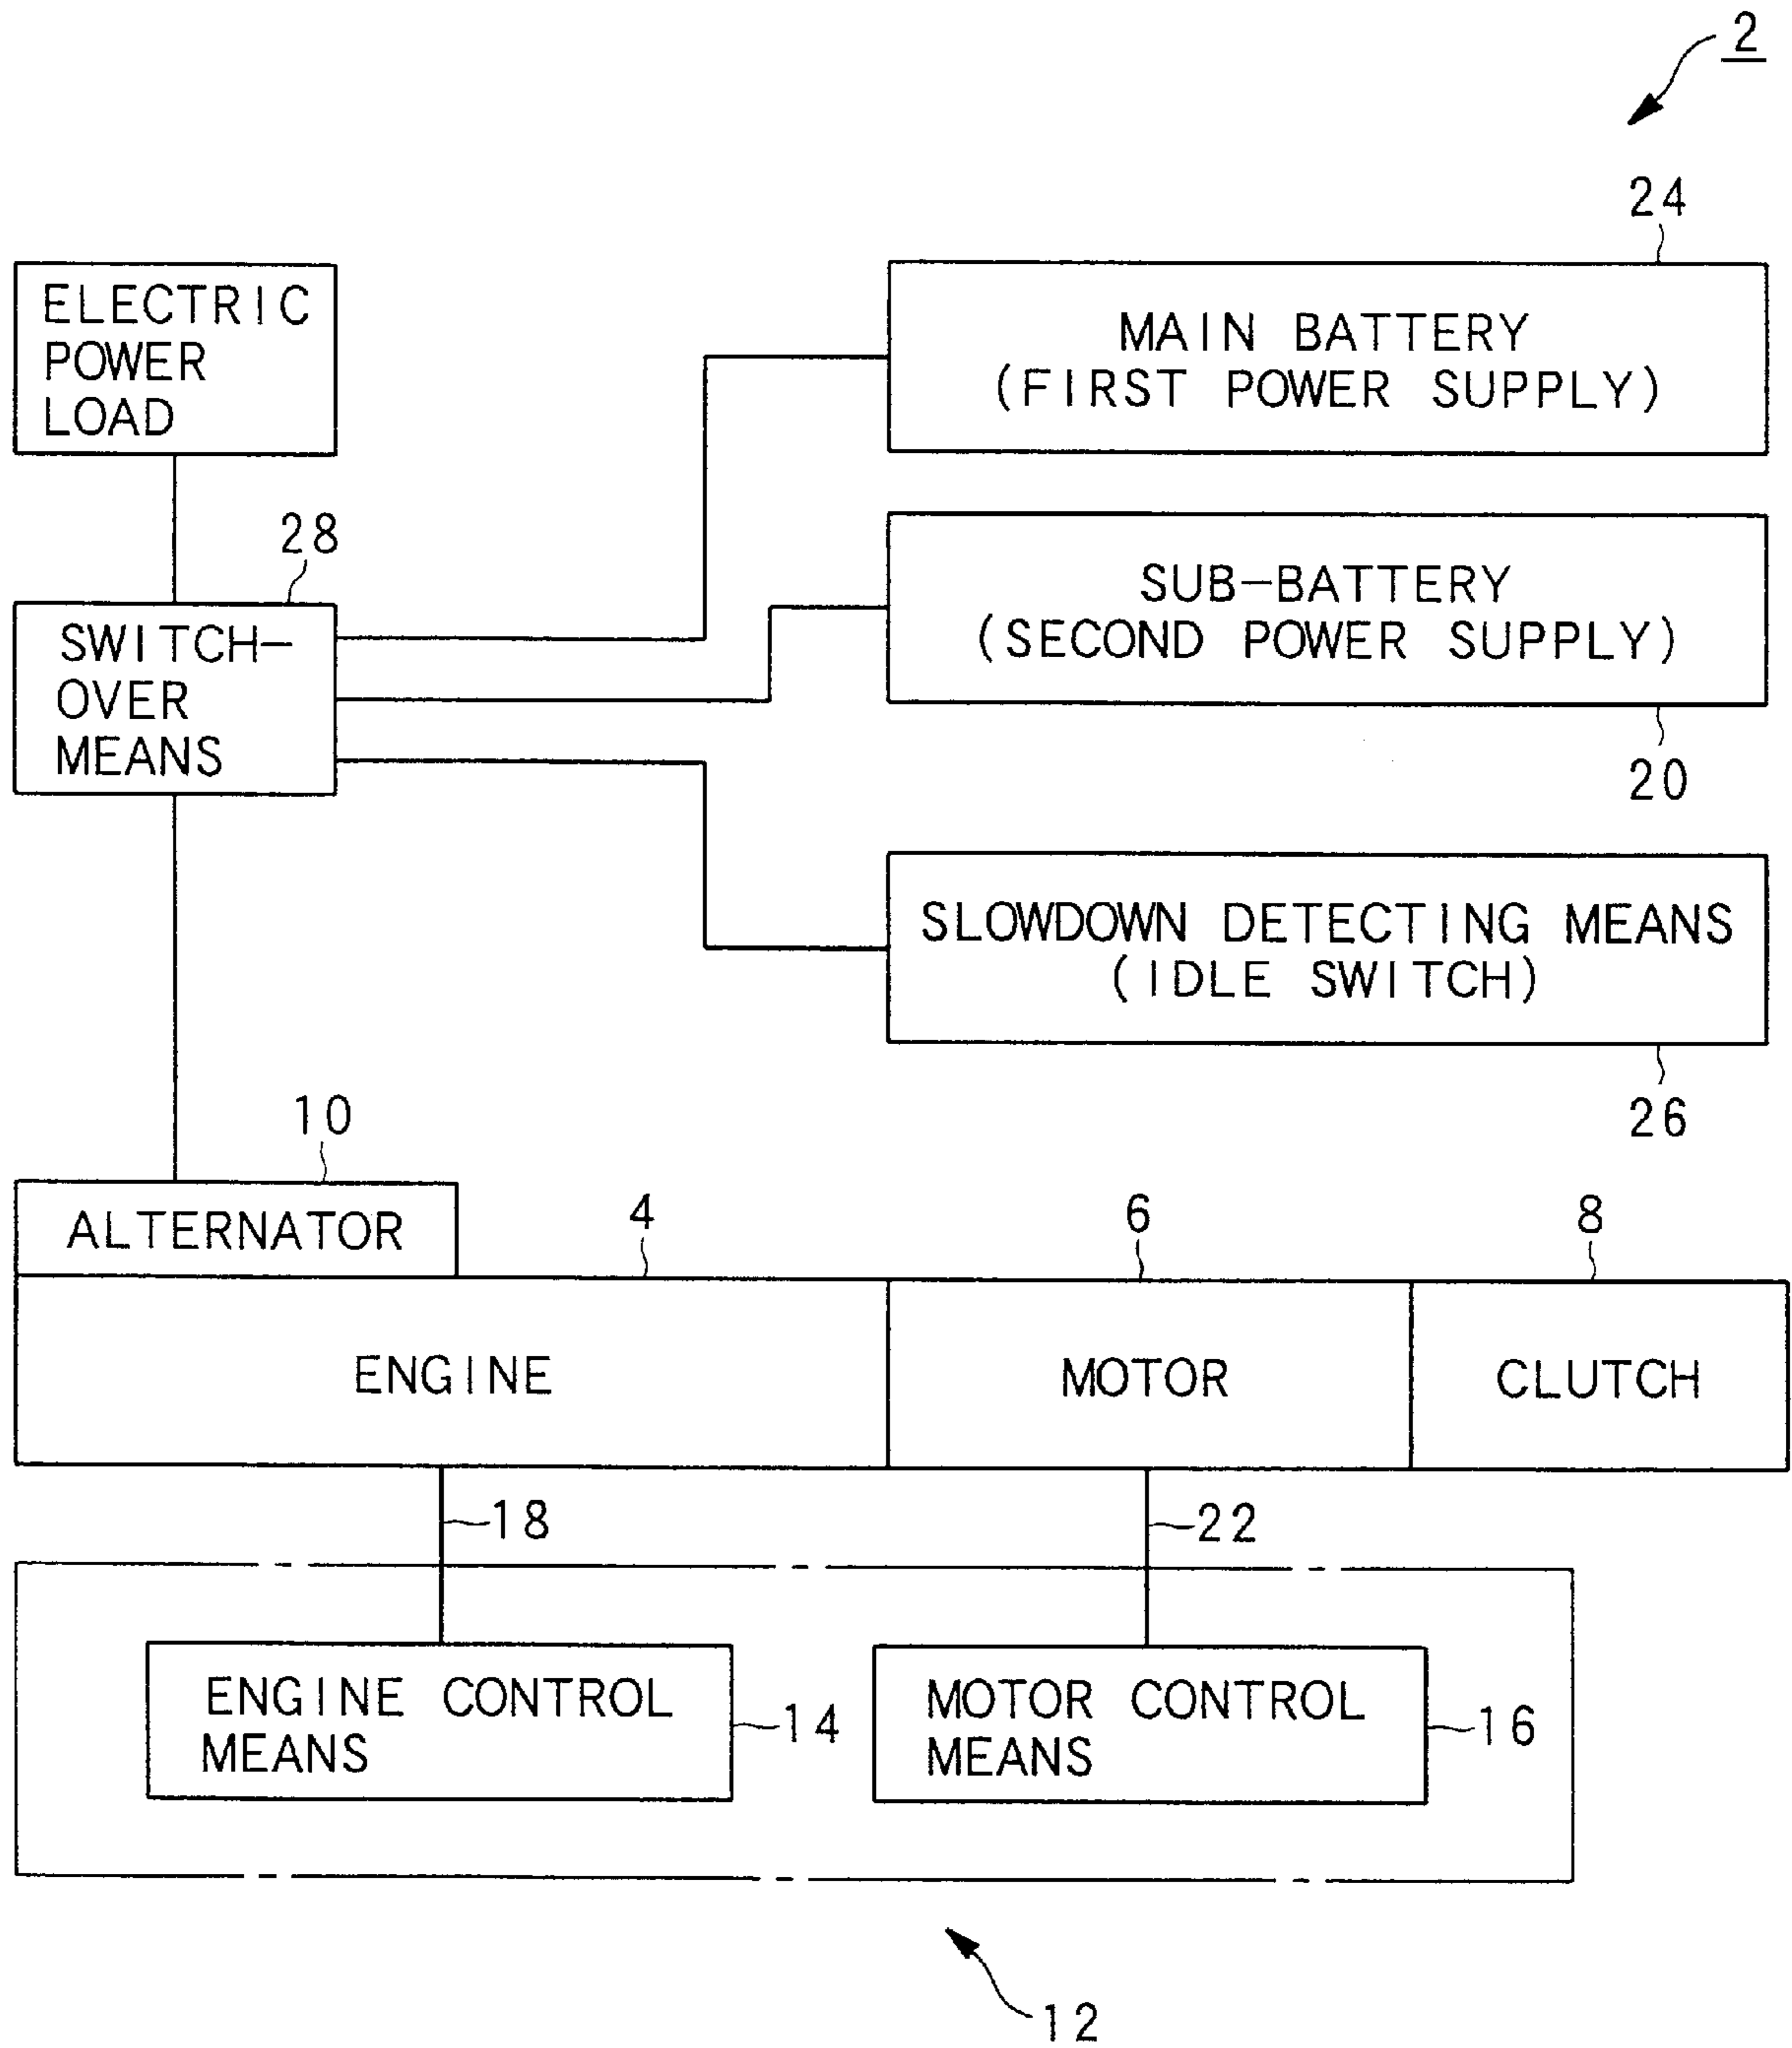 2
24
ELECTRIC
POWER
LOAD
MAIN BATTERY
(FIRST POWER SUPPLY)
28
SWITCH-
OVER
MEANS
SUB-BATTERY
(SECOND POWER SUPPLY)
20
SLOWDOWN DETECTING MEANS
(IDLE SWITCH)
26
10
ALTERNATOR
4
6
8
ENGINE
MOTOR
CLUTCH
18
22
ENGINE CONTROL
MEANS
14
MOTOR CONTROL
MEANS
16
12